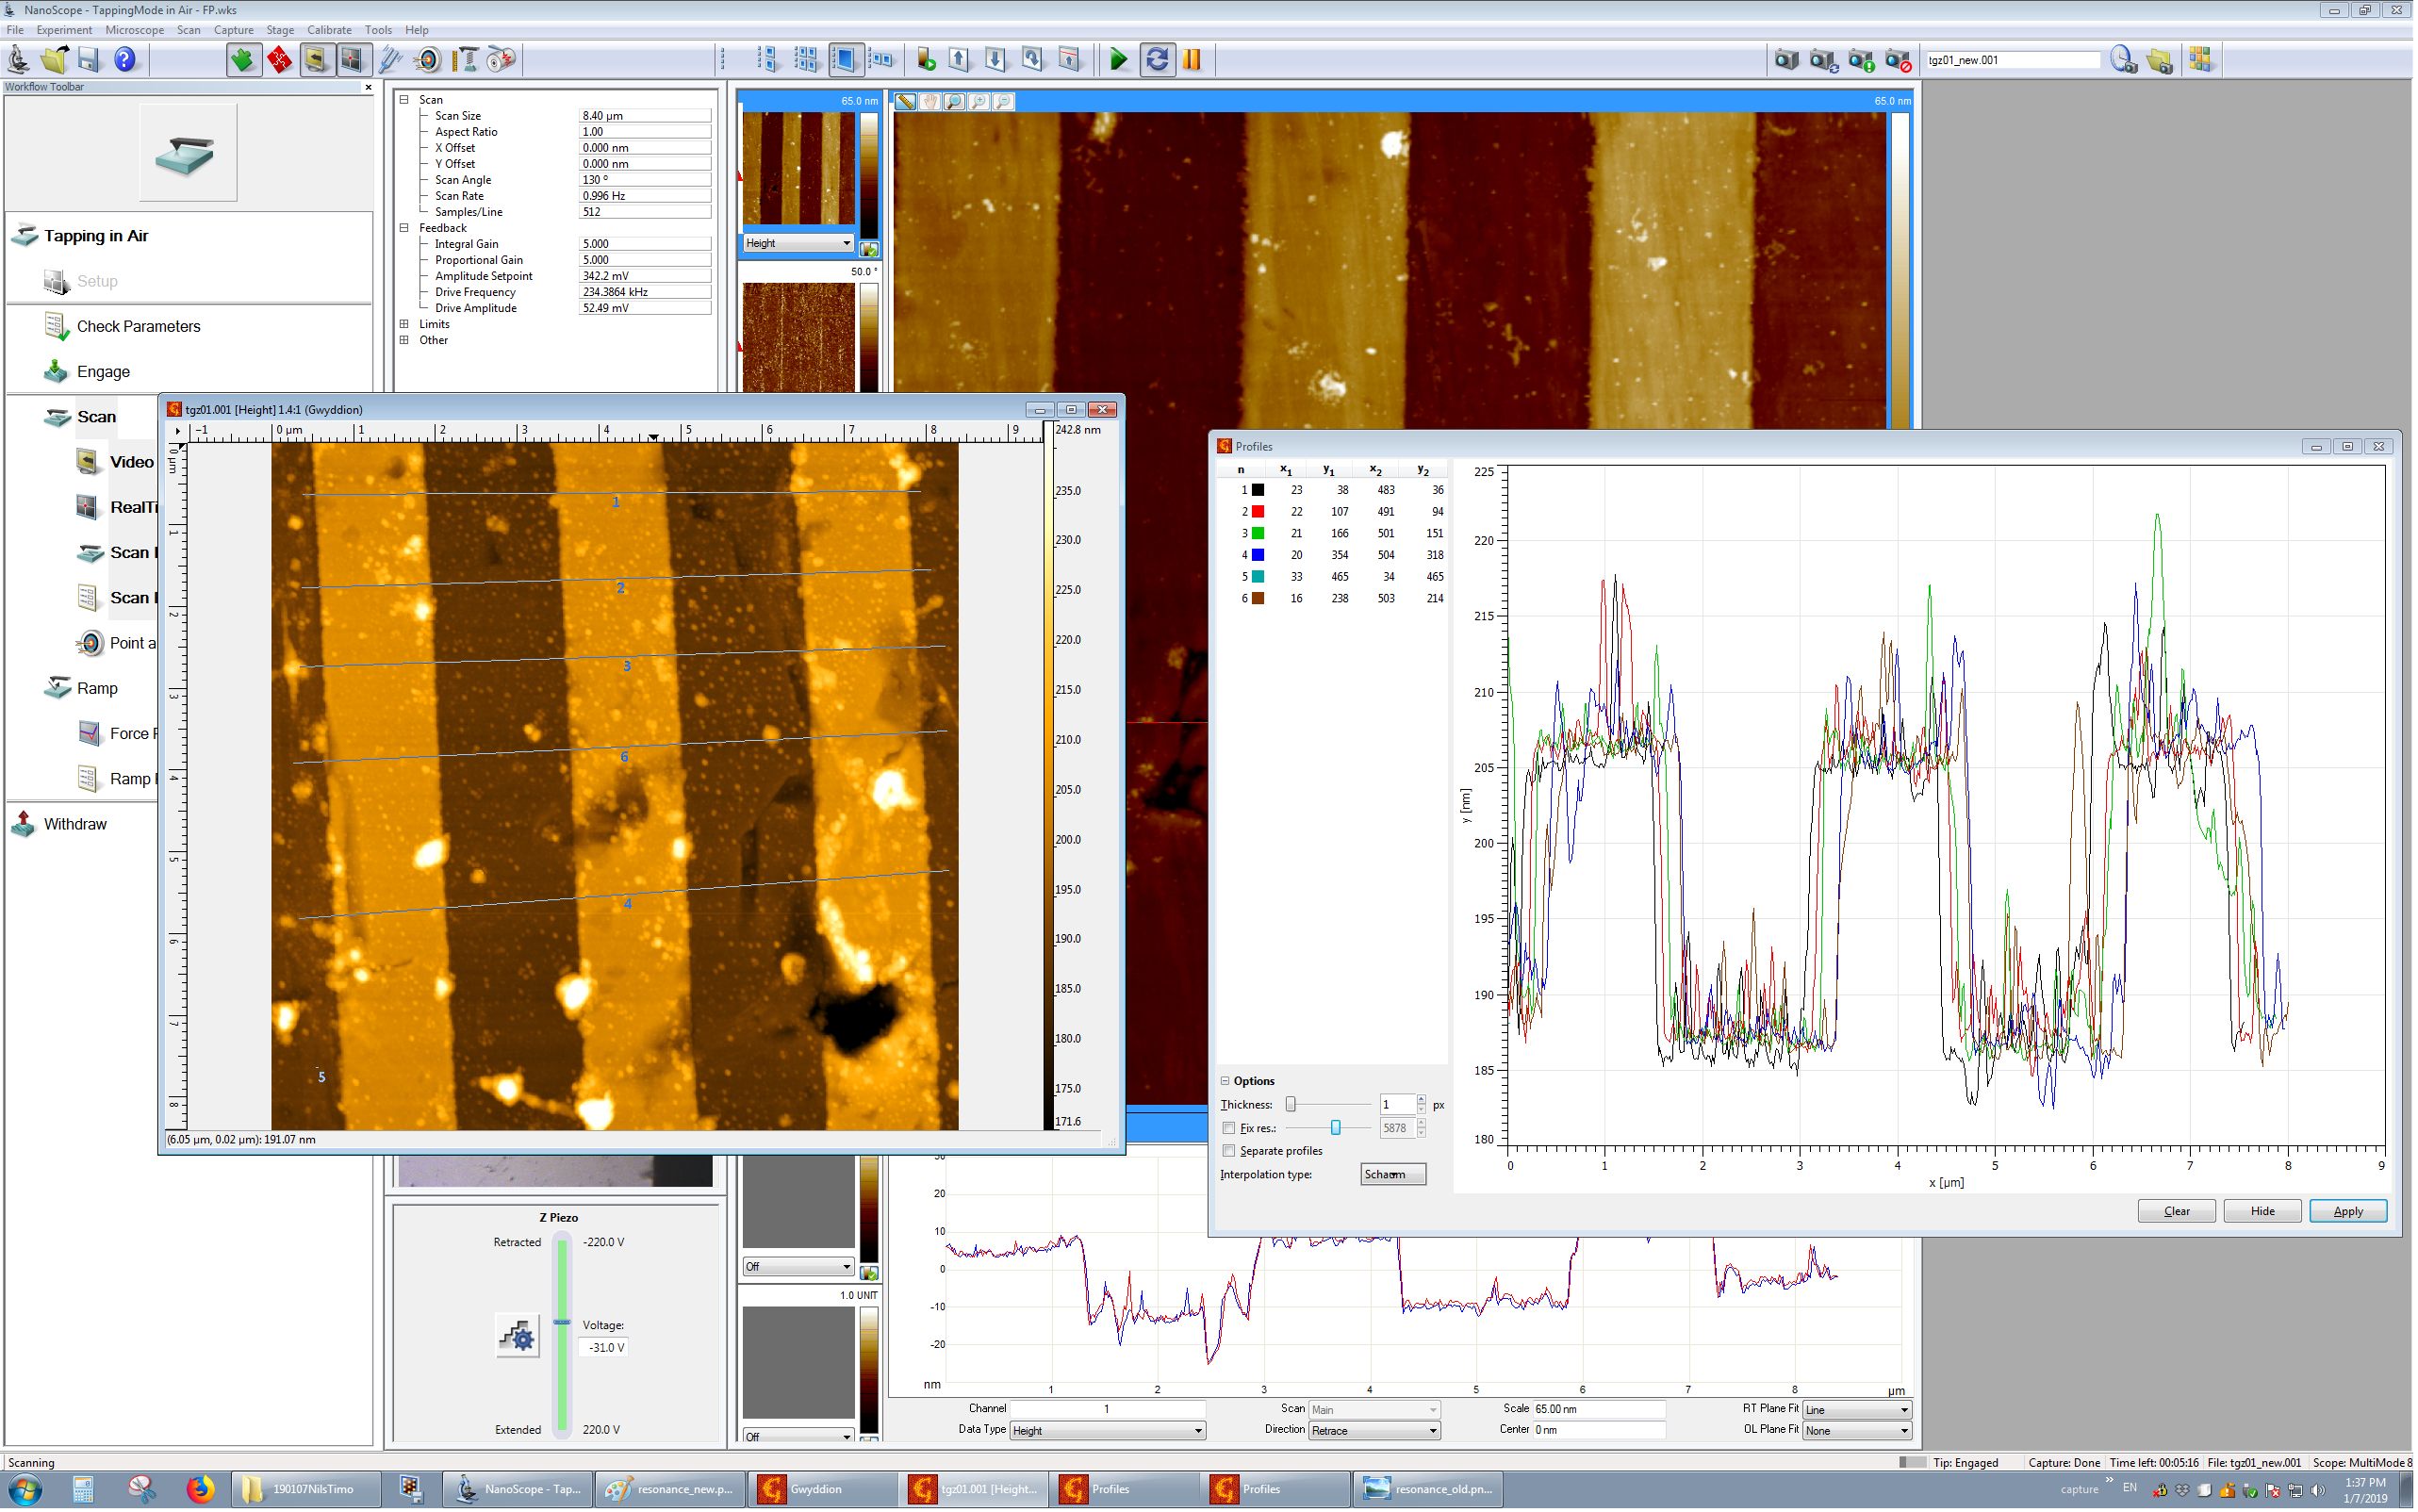 NanoScope - TappingMode in Air - FP.wks
File Experiment Microscope Scan Capture Stage Calibrate Tools Help
tgz01_new.001
Workflow Toolbar
Tapping in Air
Setup
Check Parameters
Engage
Scan
Video
RealTi
Scan
Scan
Point a
Ramp
Force
Ramp
Withdraw
Scan
Scan Size 8.40 µm
Aspect Ratio 1.00
X Offset 0.000 nm
Y Offset 0.000 nm
Scan Angle 130 º
Scan Rate 0.996 Hz
Samples/Line 512
Feedback
Integral Gain 5.000
Proportional Gain 5.000
Amplitude Setpoint 342.2 mV
Drive Frequency 234.3864 kHz
Drive Amplitude 52.49 mV
Limits
Other
65.0 nm
Height
50.0 °
65.0 nm
tgz01.001 [Height] 1.4:1 (Gwyddion)
-1 0 µm 1 2 3 4 5 6 7 8 9
0 µm 1 2 3 4 5 6 7 8
1
2
3
6
4
5
242.8 nm
235.0
230.0
225.0
220.0
215.0
210.0
205.0
200.0
195.0
190.0
185.0
180.0
175.0
171.6
(6.05 µm, 0.02 µm): 191.07 nm
Profiles
n x1 y1 x2 y2
1 23 38 483 36
2 22 107 491 94
3 21 166 501 151
4 20 354 504 318
5 33 465 34 465
6 16 238 503 214
Options
Thickness: 1 px
Fix res.: 5878
Separate profiles
Interpolation type: Schaum
225
220
215
210
205
200
195
190
185
180
y [nm]
0 1 2 3 4 5 6 7 8 9
x [µm]
Clear Hide Apply
Z Piezo
Retracted -220.0 V
Voltage:
-31.0 V
Extended 220.0 V
Off
1.0 UNIT
Off
30
20
10
0
-10
-20
nm 1 2 3 4 5 6 7 8 µm
Channel 1 Scan Main Scale 65.00 nm RT Plane Fit Line
Data Type Height Direction Retrace Center 0 nm OL Plane Fit None
Scanning
Tip: Engaged Capture: Done Time left: 00:05:16 File: tgz01_new.001 Scope: MultiMode 8
190107NilsTimo
NanoScope - Tap...
resonance_new.p...
Gwyddion
tgz01.001 [Height...
Profiles
Profiles
resonance_old.pn...
capture
EN
1:37 PM
1/7/2019